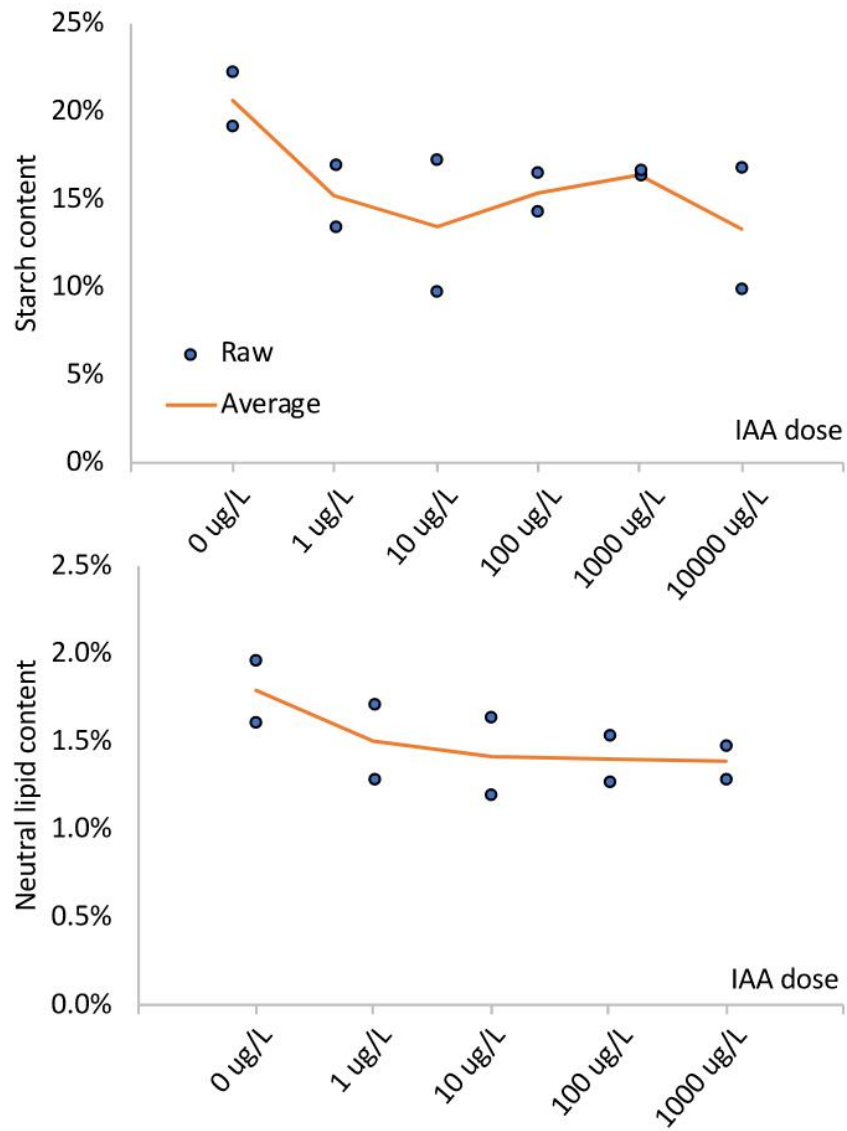 25%
20%
15%
10%
5%
0%
Starch content
Raw
Average
IAA dose
0 ug/L
1 ug/L
10 ug/L
100 ug/L
1000 ug/L
10000 ug/L
2.5%
2.0%
1.5%
1.0%
0.5%
0.0%
Neutral lipid content
IAA dose
0 ug/L
1 ug/L
10 ug/L
100 ug/L
1000 ug/L